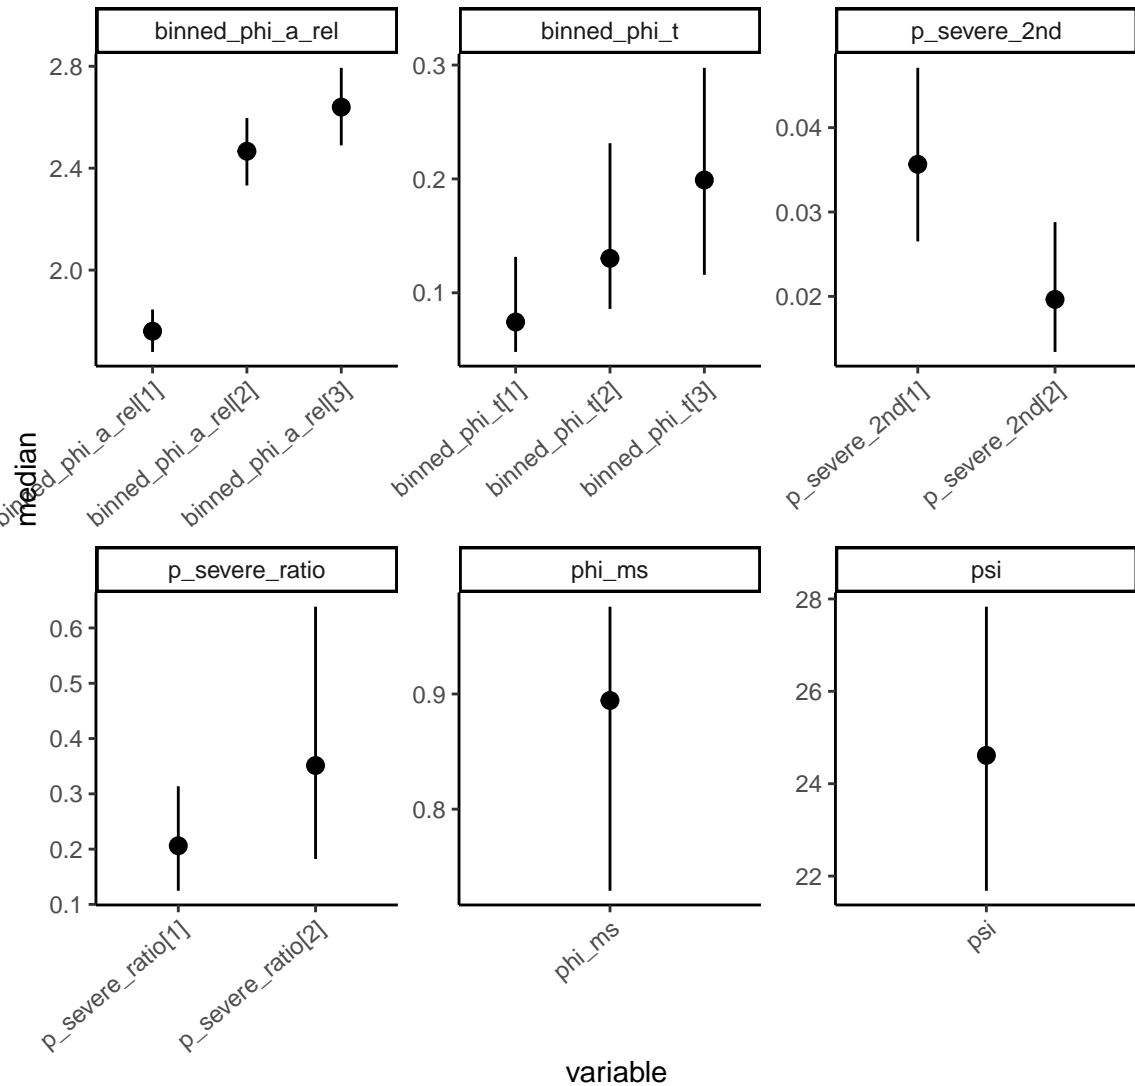 binned_phi_a_rel
binned_phi_t
p_severe_2nd
2.8
2.4
2.0
0.3
0.2
0.1
0.04
0.03
0.02
binned_phi_a_rel[1]
binned_phi_a_rel[2]
binned_phi_a_rel[3]
binned_phi_t[1]
binned_phi_t[2]
binned_phi_t[3]
p_severe_2nd[1]
p_severe_2nd[2]
median
p_severe_ratio
phi_ms
psi
0.6
0.5
0.4
0.3
0.2
0.1
0.9
0.8
28
26
24
22
p_severe_ratio[1]
p_severe_ratio[2]
phi_ms
psi
variable